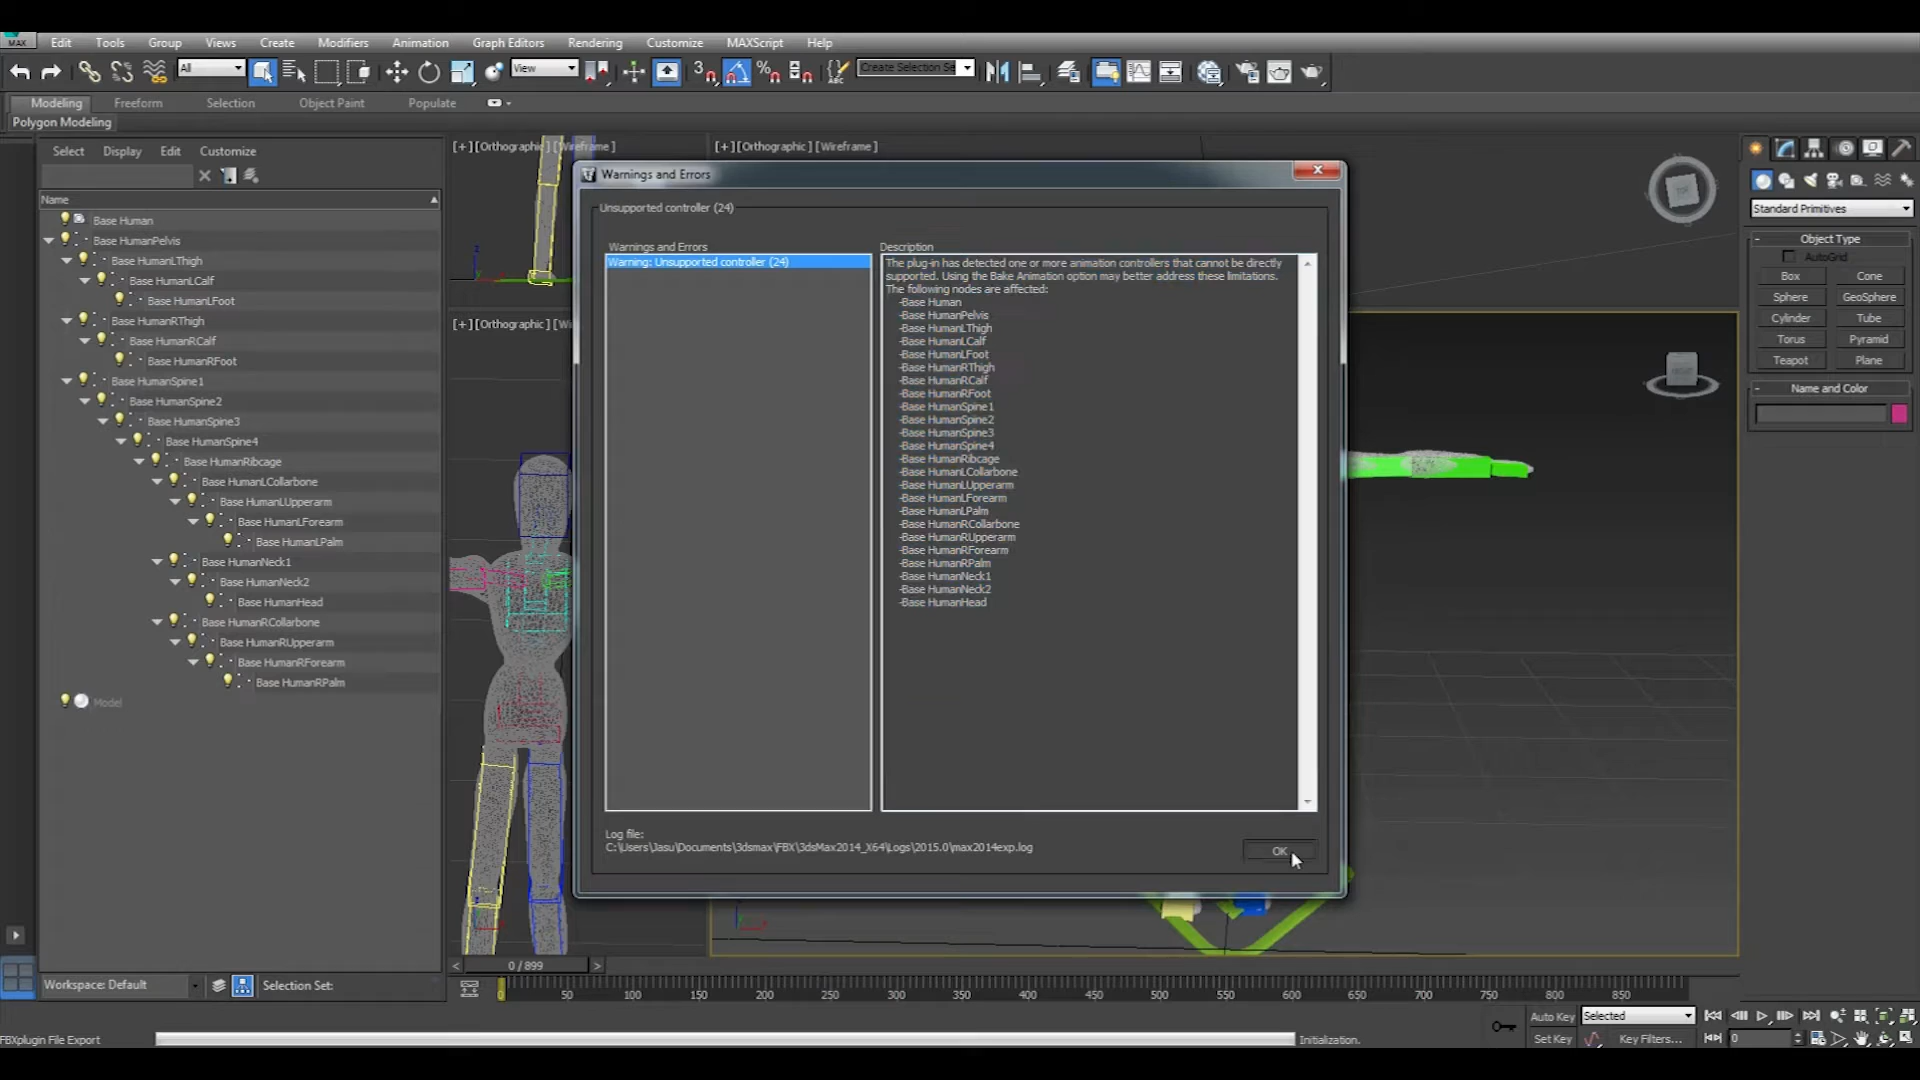 MAX
Edit Tools Group Views Create Modifiers Animation Graph Editors Rendering Customize MAXScript Help
All
View
Create Selection Se
Modeling Freeform Selection Object Paint Populate
Polygon Modeling
Select Display Edit Customize
Name
Base Human
Base HumanPelvis
Base HumanLThigh
Base HumanLCalf
Base HumanLFoot
Base HumanRThigh
Base HumanRCalf
Base HumanRFoot
Base HumanSpine1
Base HumanSpine2
Base HumanSpine3
Base HumanSpine4
Base HumanRibcage
Base HumanLCollarbone
Base HumanLUpperarm
Base HumanLForearm
Base HumanLPalm
Base HumanNeck1
Base HumanNeck2
Base HumanHead
Base HumanRCollarbone
Base HumanRUpperarm
Base HumanRForearm
Base HumanRPalm
Model
[+] [Orthographic] [Wireframe]
[+] [Orthographic] [Wireframe]
[+] [Orthographic] [Wi
Warnings and Errors
Unsupported controller (24)
Warnings and Errors
Warning: Unsupported controller (24)
Description
The plug-in has detected one or more animation controllers that cannot be directly
supported. Using the Bake Animation option may better address these limitations.
The following nodes are affected:
-Base Human
-Base HumanPelvis
-Base HumanLThigh
-Base HumanLCalf
-Base HumanLFoot
-Base HumanRThigh
-Base HumanRCalf
-Base HumanRFoot
-Base HumanSpine1
-Base HumanSpine2
-Base HumanSpine3
-Base HumanSpine4
-Base HumanRibcage
-Base HumanLCollarbone
-Base HumanLUpperarm
-Base HumanLForearm
-Base HumanLPalm
-Base HumanRCollarbone
-Base HumanRUpperarm
-Base HumanRForearm
-Base HumanRPalm
-Base HumanNeck1
-Base HumanNeck2
-Base HumanHead
Log file:
C:\Users\Jasu\Documents\3dsmax\FBX\3dsMax2014_X64\Logs\2015.0\max2014exp.log
OK
TOP
Standard Primitives
Object Type
AutoGrid
Box Cone
Sphere GeoSphere
Cylinder Tube
Torus Pyramid
Teapot Plane
Name and Color
0 / 899
Workspace: Default
Selection Set:
0 50 100 150 200 250 300 350 400 450 500 550 600 650 700 750 800 850
FBXplugin File Export
Initialization.
Auto Key Selected
Set Key Key Filters...
0